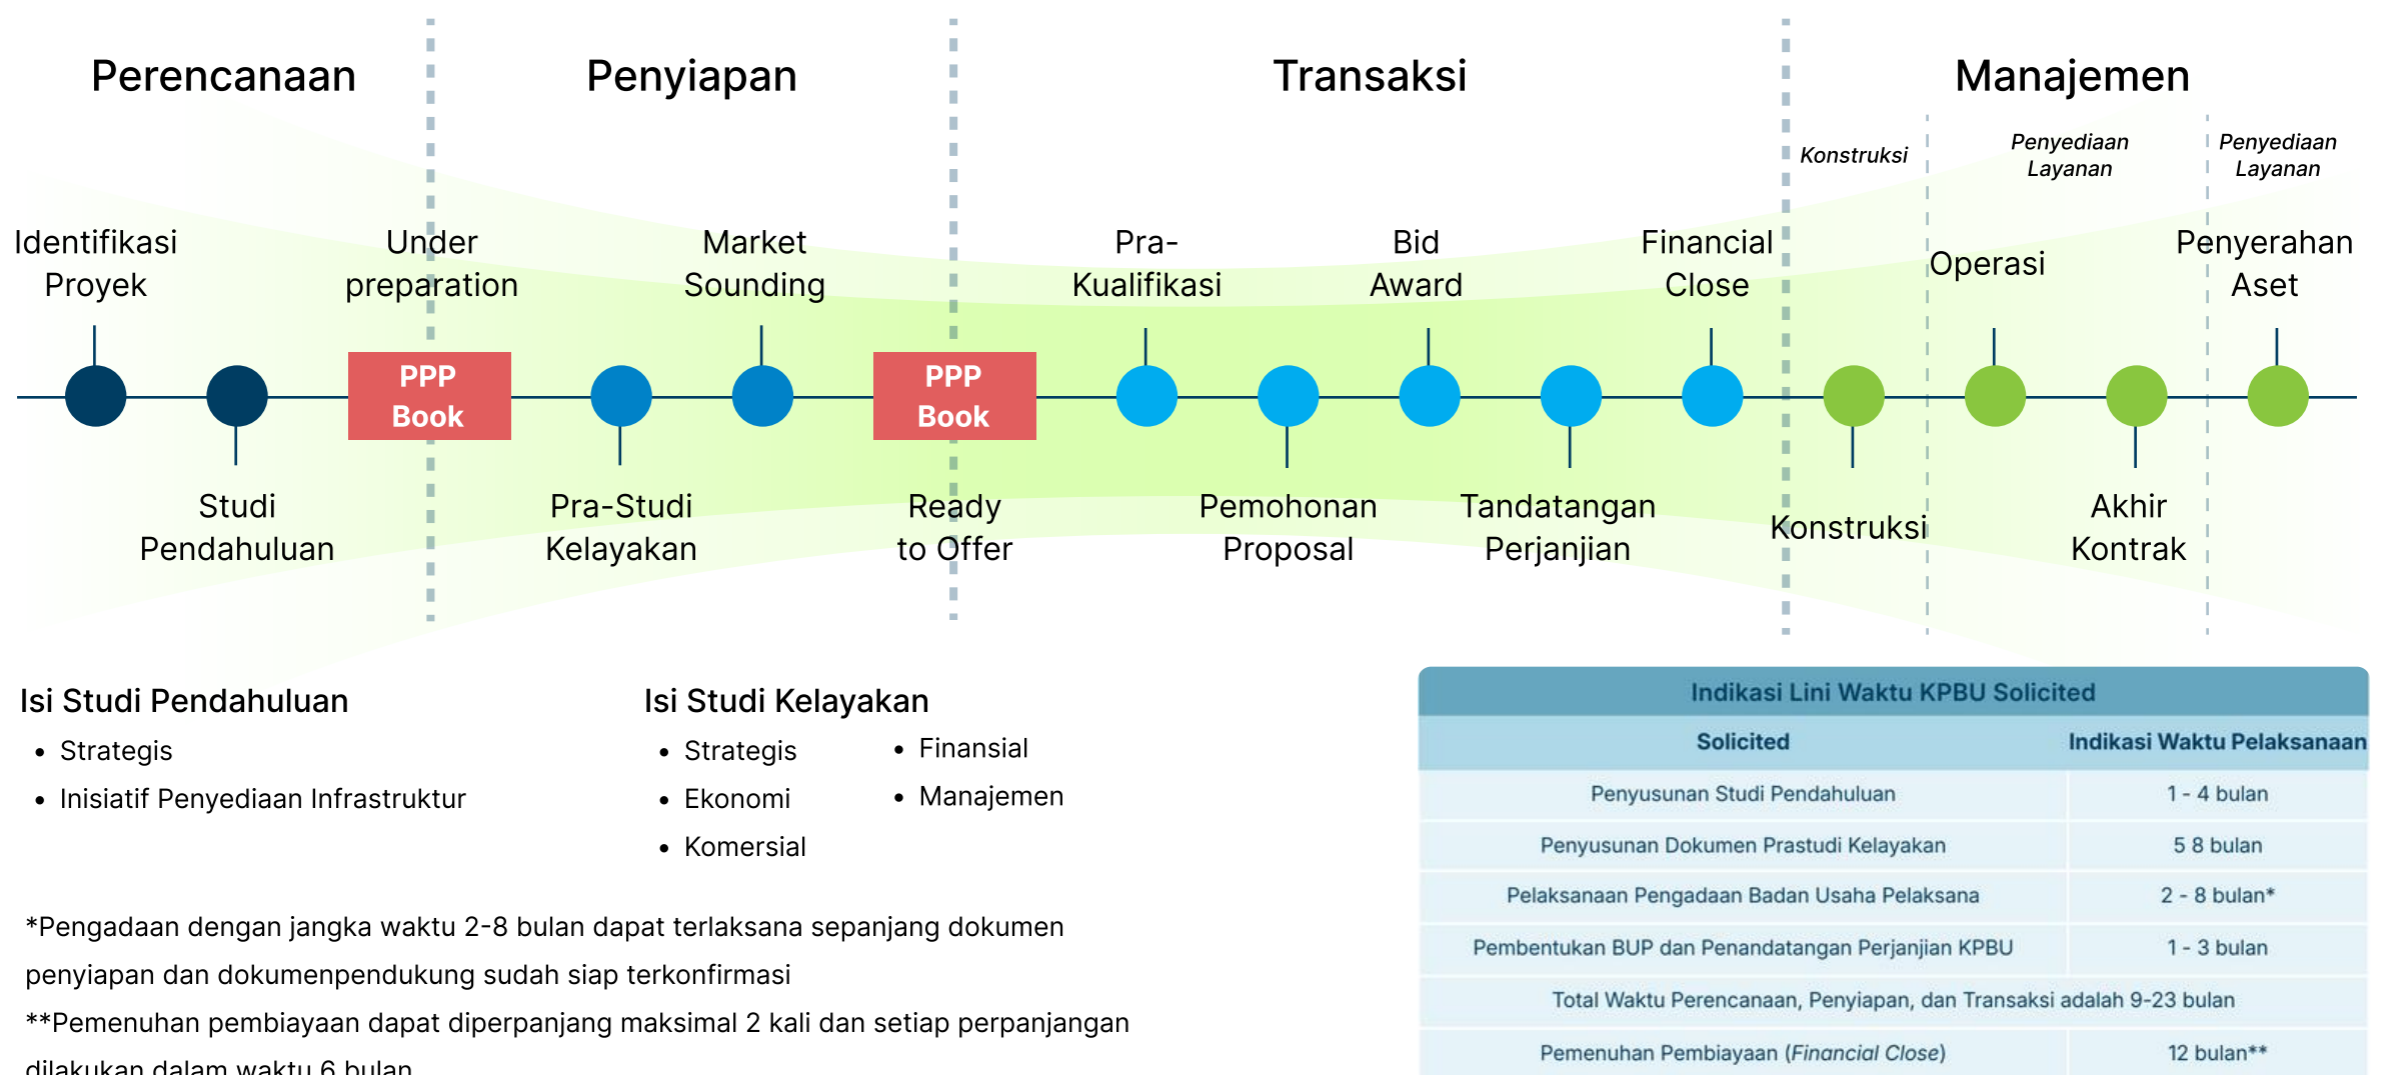 Perencanaan
Penyiapan
Transaksi
Manajemen
Konstruksi
Penyediaan
Layanan
Penyediaan
Layanan
Identifikasi
Proyek
Under
preparation
Market
Sounding
Pra-
Kualifikasi
Bid
Award
Financial
Close
Operasi
Penyerahan
Aset
PPP
Book
PPP
Book
Studi
Pendahuluan
Pra-Studi
Kelayakan
Ready
to Offer
Pemohonan
Proposal
Tandatangan
Perjanjian
Konstruksi
Akhir
Kontrak
Isi Studi Pendahuluan
• Strategis
• Inisiatif Penyediaan Infrastruktur
Isi Studi Kelayakan
• Strategis
• Ekonomi
• Komersial
• Finansial
• Manajemen
*Pengadaan dengan jangka waktu 2-8 bulan dapat terlaksana sepanjang dokumen
penyiapan dan dokumenpendukung sudah siap terkonfirmasi
**Pemenuhan pembiayaan dapat diperpanjang maksimal 2 kali dan setiap perpanjangan
dilakukan dalam waktu 6 bulan
Indikasi Lini Waktu KPBU Solicited
Solicited Indikasi Waktu Pelaksanaan
Penyusunan Studi Pendahuluan 1 - 4 bulan
Penyusunan Dokumen Prastudi Kelayakan 5 8 bulan
Pelaksanaan Pengadaan Badan Usaha Pelaksana 2 - 8 bulan*
Pembentukan BUP dan Penandatangan Perjanjian KPBU 1 - 3 bulan
Total Waktu Perencanaan, Penyiapan, dan Transaksi adalah 9-23 bulan
Pemenuhan Pembiayaan (Financial Close) 12 bulan**